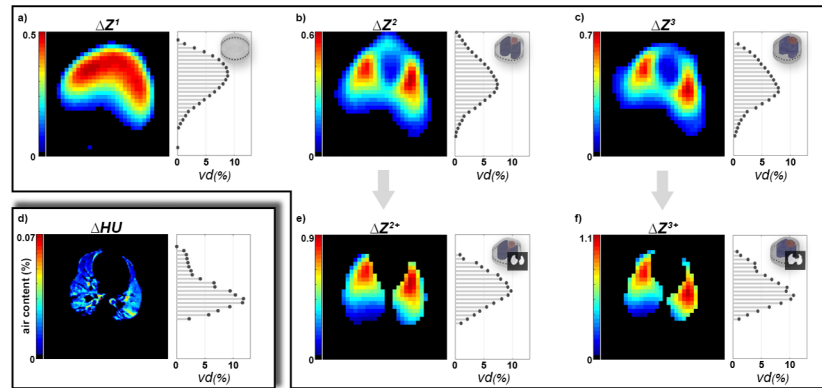 a) ΔZ¹
0.5
0
0 5 10
vd(%)
b) ΔZ²
0.6
0
0 5 10
vd(%)
c) ΔZ³
0.7
0
0 5 10
vd(%)
d) ΔHU
0.07
air content (%)
0
0 5 10
vd(%)
e) ΔZ²⁺
0.9
0
0 5 10
vd(%)
f) ΔZ³⁺
1.1
0
0 5 10
vd(%)